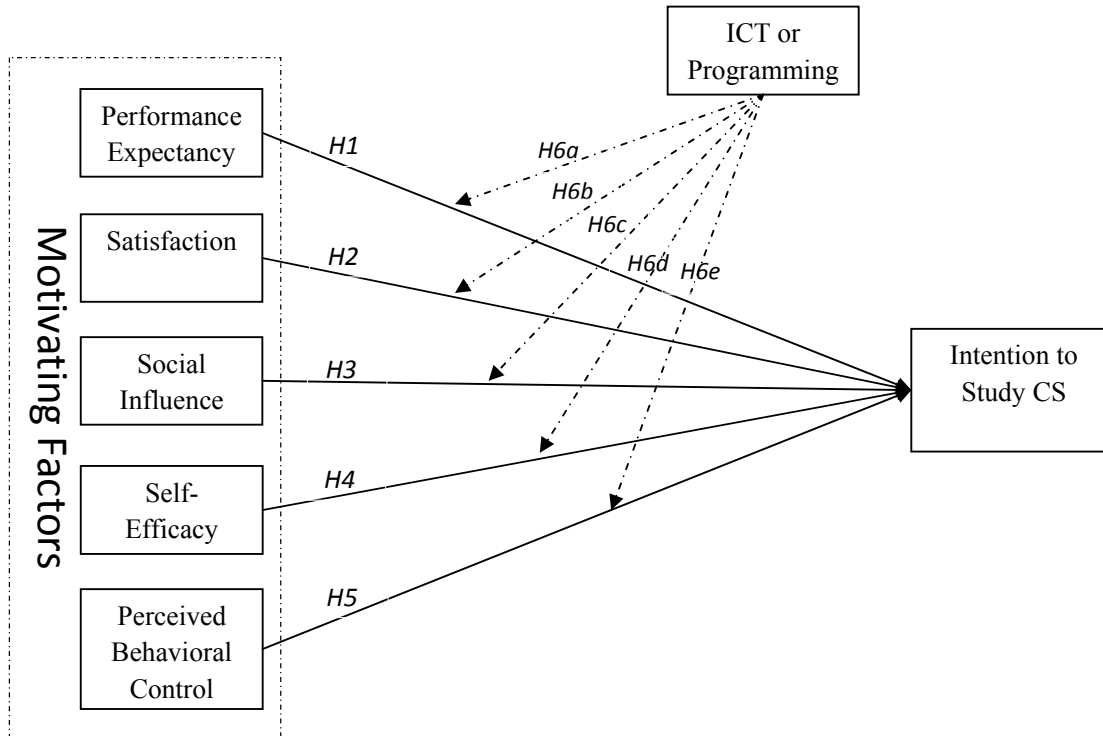 ICT or
Programming
Motivating Factors
Performance
Expectancy
Satisfaction
Social
Influence
Self-
Efficacy
Perceived
Behavioral
Control
H1
H2
H3
H4
H5
H6a
H6b
H6c
H6d
H6e
Intention to
Study CS